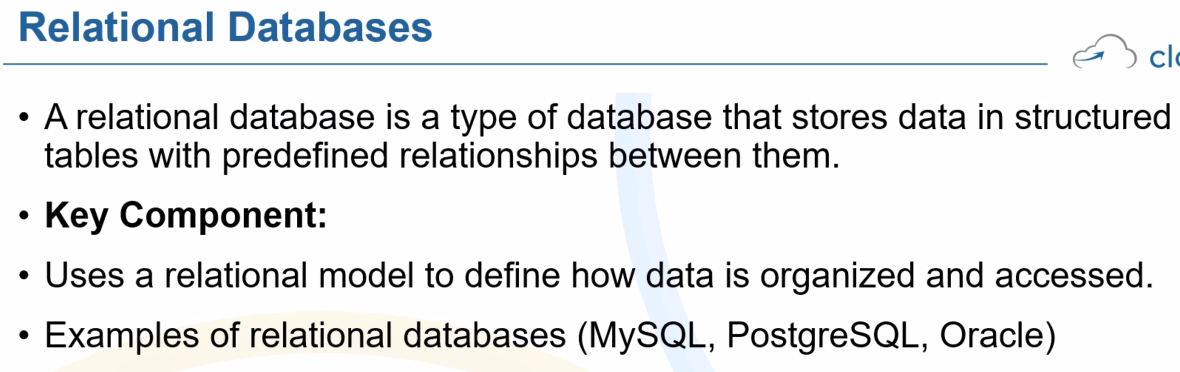 Relational Databases
clo
• A relational database is a type of database that stores data in structured
tables with predefined relationships between them.
• Key Component:
• Uses a relational model to define how data is organized and accessed.
• Examples of relational databases (MySQL, PostgreSQL, Oracle)